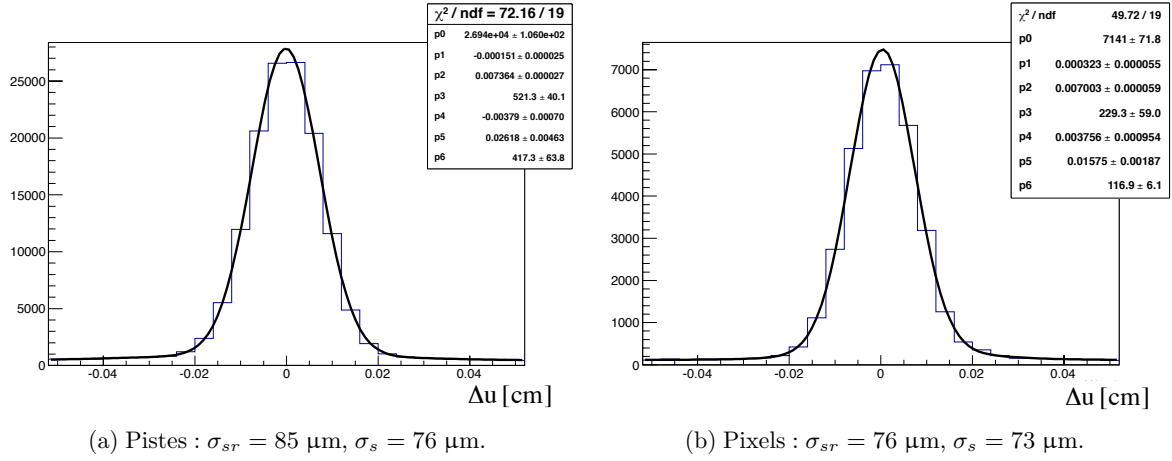 χ² / ndf = 72.16 / 19
p0 2.694e+04 ± 1.060e+02
p1 -0.000151 ± 0.000025
p2 0.007364 ± 0.000027
p3 521.3 ± 40.1
p4 -0.00379 ± 0.00070
p5 0.02618 ± 0.00463
p6 417.3 ± 63.8
25000
20000
15000
10000
5000
0
-0.04 -0.02 0 0.02 0.04
Δu [cm]
(a) Pistes : σsr = 85 μm, σs = 76 μm.
χ² / ndf 49.72 / 19
p0 7141 ± 71.8
p1 0.000323 ± 0.000055
p2 0.007003 ± 0.000059
p3 229.3 ± 59.0
p4 0.003756 ± 0.000954
p5 0.01575 ± 0.00187
p6 116.9 ± 6.1
7000
6000
5000
4000
3000
2000
1000
0
-0.04 -0.02 0 0.02 0.04
Δu [cm]
(b) Pixels : σsr = 76 μm, σs = 73 μm.